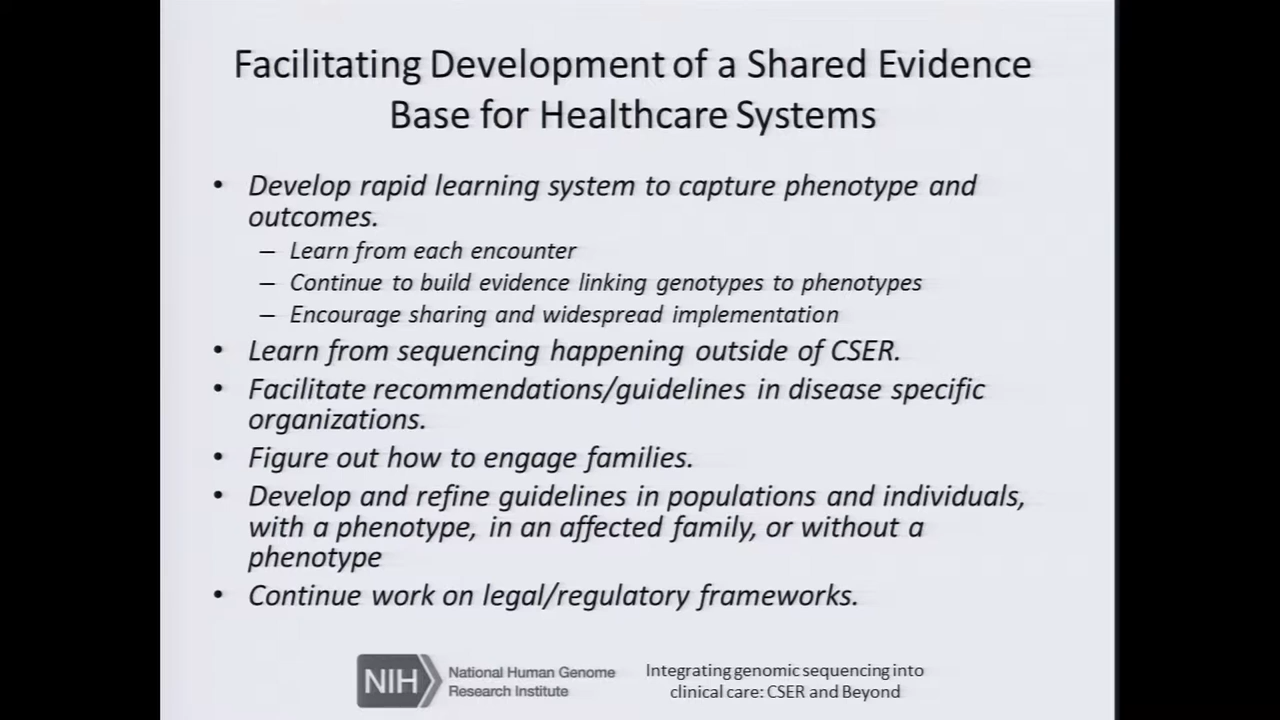 Facilitating Development of a Shared Evidence
Base for Healthcare Systems
• Develop rapid learning system to capture phenotype and
outcomes.
– Learn from each encounter
– Continue to build evidence linking genotypes to phenotypes
– Encourage sharing and widespread implementation
• Learn from sequencing happening outside of CSER.
• Facilitate recommendations/guidelines in disease specific
organizations.
• Figure out how to engage families.
• Develop and refine guidelines in populations and individuals,
with a phenotype, in an affected family, or without a
phenotype
• Continue work on legal/regulatory frameworks.
NIH
National Human Genome
Research Institute
Integrating genomic sequencing into
clinical care: CSER and Beyond